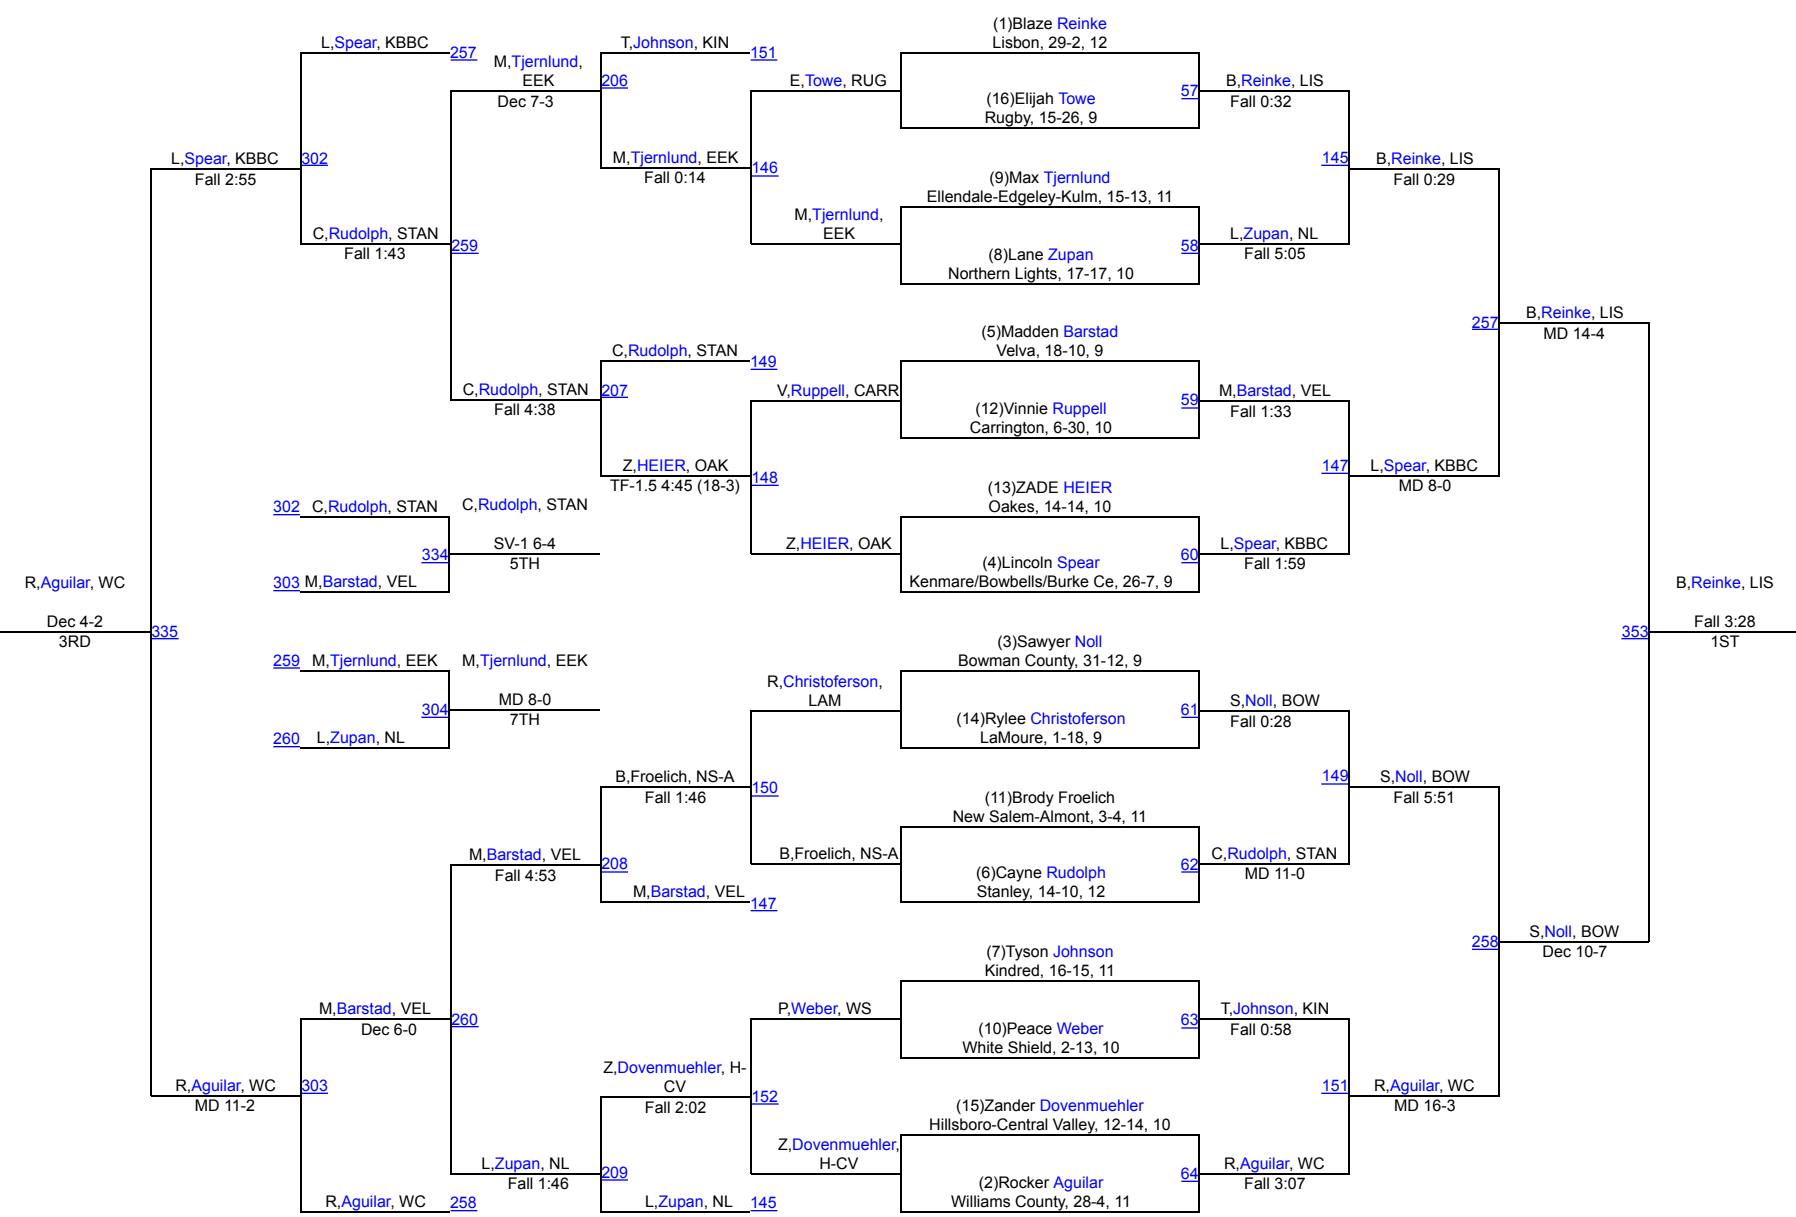 (1)Blaze Reinke
Lisbon, 29-2, 12
L,Spear, KBBC
257
T,Johnson, KIN
151
M,Tjernlund,
EEK
206
Dec 7-3
E,Towe, RUG
(16)Elijah Towe
Rugby, 15-26, 9
57
B,Reinke, LIS
Fall 0:32
L,Spear, KBBC
302
Fall 2:55
M,Tjernlund, EEK
146
Fall 0:14
145
B,Reinke, LIS
Fall 0:29
(9)Max Tjernlund
Ellendale-Edgeley-Kulm, 15-13, 11
M,Tjernlund,
EEK
C,Rudolph, STAN
259
Fall 1:43
(8)Lane Zupan
Northern Lights, 17-17, 10
58
L,Zupan, NL
Fall 5:05
257
B,Reinke, LIS
MD 14-4
(5)Madden Barstad
Velva, 18-10, 9
C,Rudolph, STAN
149
C,Rudolph, STAN
207
Fall 4:38
V,Ruppell, CARR
(12)Vinnie Ruppell
Carrington, 6-30, 10
59
M,Barstad, VEL
Fall 1:33
Z,HEIER, OAK
148
TF-1.5 4:45 (18-3)
147
L,Spear, KBBC
MD 8-0
(13)ZADE HEIER
Oakes, 14-14, 10
302
C,Rudolph, STAN
C,Rudolph, STAN
334
SV-1 6-4
5TH
Z,HEIER, OAK
(4)Lincoln Spear
Kenmare/Bowbells/Burke Ce, 26-7, 9
60
L,Spear, KBBC
Fall 1:59
303
M,Barstad, VEL
R,Aguilar, WC
Dec 4-2
335
3RD
B,Reinke, LIS
353
Fall 3:28
1ST
(3)Sawyer Noll
Bowman County, 31-12, 9
259
M,Tjernlund, EEK
M,Tjernlund, EEK
304
MD 8-0
7TH
260
L,Zupan, NL
R,Christoferson,
LAM
(14)Rylee Christoferson
LaMoure, 1-18, 9
61
S,Noll, BOW
Fall 0:28
B,Froelich, NS-A
150
Fall 1:46
149
S,Noll, BOW
Fall 5:51
(11)Brody Froelich
New Salem-Almont, 3-4, 11
M,Barstad, VEL
208
Fall 4:53
B,Froelich, NS-A
(6)Cayne Rudolph
Stanley, 14-10, 12
62
C,Rudolph, STAN
MD 11-0
M,Barstad, VEL
147
258
S,Noll, BOW
Dec 10-7
(7)Tyson Johnson
Kindred, 16-15, 11
M,Barstad, VEL
260
Dec 6-0
P,Weber, WS
(10)Peace Weber
White Shield, 2-13, 10
63
T,Johnson, KIN
Fall 0:58
R,Aguilar, WC
303
MD 11-2
Z,Dovenmuehler, H-
CV
152
Fall 2:02
151
R,Aguilar, WC
MD 16-3
(15)Zander Dovenmuehler
Hillsboro-Central Valley, 12-14, 10
L,Zupan, NL
209
Fall 1:46
Z,Dovenmuehler,
H-CV
(2)Rocker Aguilar
Williams County, 28-4, 11
64
R,Aguilar, WC
Fall 3:07
R,Aguilar, WC
258
L,Zupan, NL
145